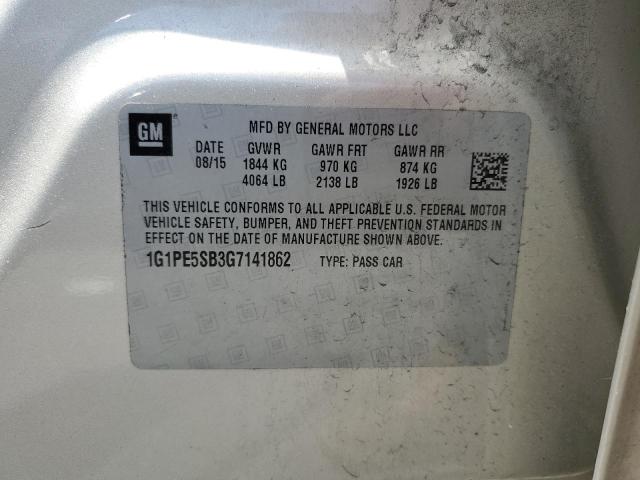 GM
MFD BY GENERAL MOTORS LLC
DATE GVWR GAWR FRT GAWR RR
08/15 1844 KG 970 KG 874 KG
4064 LB 2138 LB 1926 LB
THIS VEHICLE CONFORMS TO ALL APPLICABLE U.S. FEDERAL MOTOR
VEHICLE SAFETY, BUMPER, AND THEFT PREVENTION STANDARDS IN
EFFECT ON THE DATE OF MANUFACTURE SHOWN ABOVE.
1G1PE5SB3G7141862 TYPE: PASS CAR